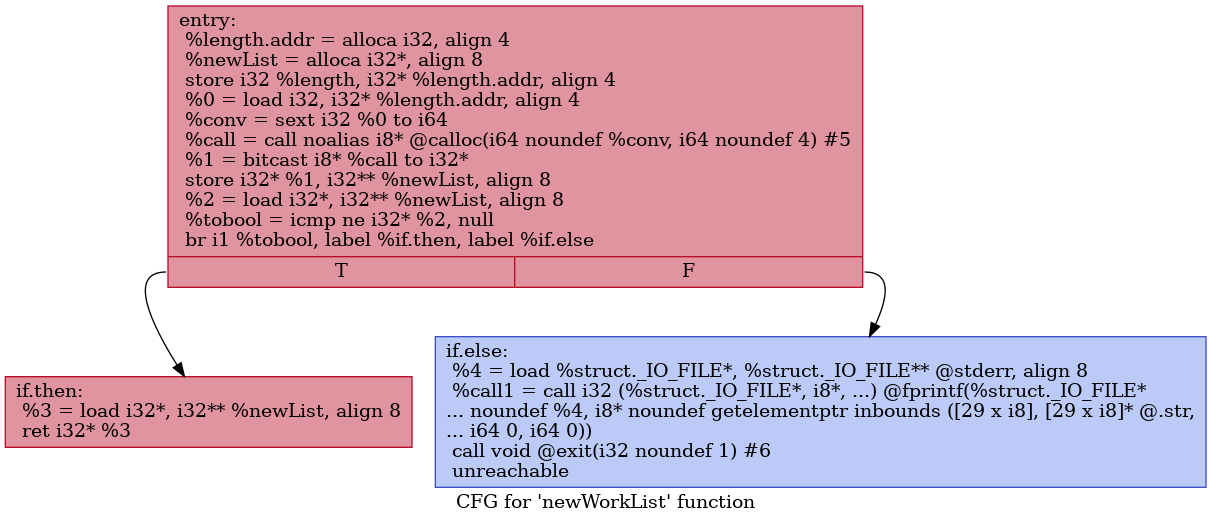 entry:
%length.addr = alloca i32, align 4
%newList = alloca i32*, align 8
store i32 %length, i32* %length.addr, align 4
%0 = load i32, i32* %length.addr, align 4
%conv = sext i32 %0 to i64
%call = call noalias i8* @calloc(i64 noundef %conv, i64 noundef 4) #5
%1 = bitcast i8* %call to i32*
store i32* %1, i32** %newList, align 8
%2 = load i32*, i32** %newList, align 8
%tobool = icmp ne i32* %2, null
br i1 %tobool, label %if.then, label %if.else
T F
if.then:
%3 = load i32*, i32** %newList, align 8
ret i32* %3
if.else:
%4 = load %struct._IO_FILE*, %struct._IO_FILE** @stderr, align 8
%call1 = call i32 (%struct._IO_FILE*, i8*, ...) @fprintf(%struct._IO_FILE*
... noundef %4, i8* noundef getelementptr inbounds ([29 x i8], [29 x i8]* @.str,
... i64 0, i64 0))
call void @exit(i32 noundef 1) #6
unreachable
CFG for 'newWorkList' function